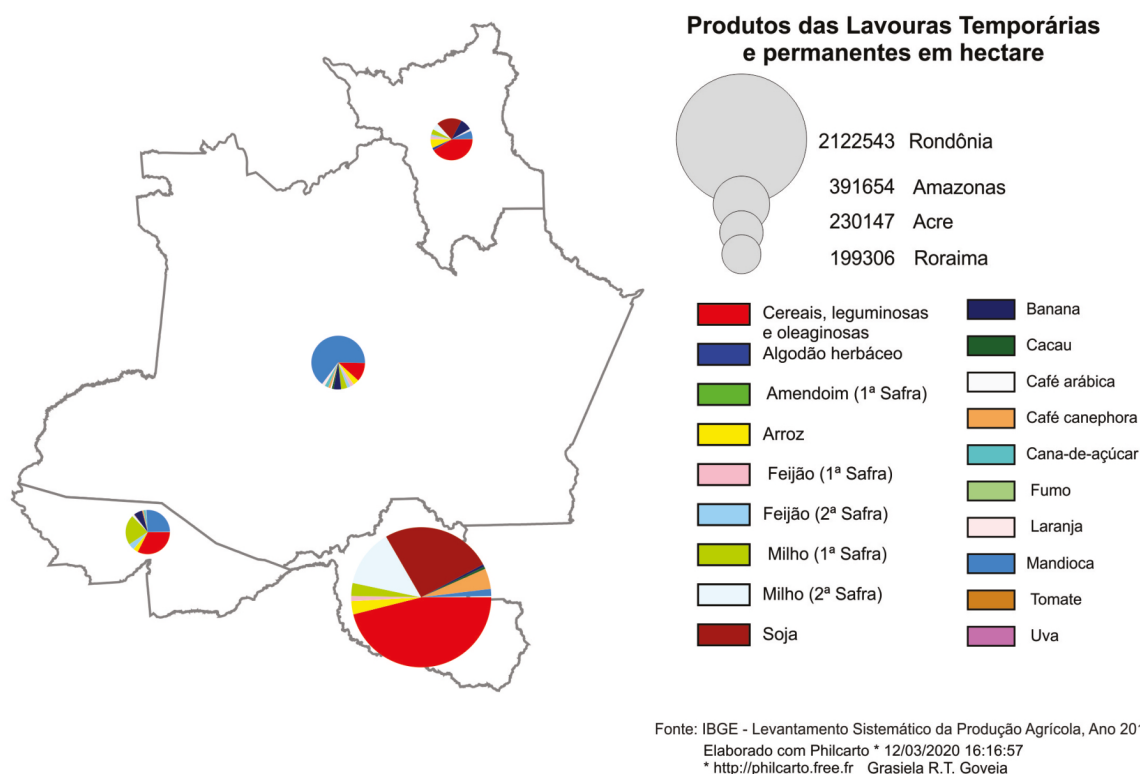 Produtos das Lavouras Temporárias
e permanentes em hectare
2122543 Rondônia
391654 Amazonas
230147 Acre
199306 Roraima
Cereais, leguminosas
e oleaginosas
Algodão herbáceo
Amendoim (1ª Safra)
Arroz
Feijão (1ª Safra)
Feijão (2ª Safra)
Milho (1ª Safra)
Milho (2ª Safra)
Soja
Banana
Cacau
Café arábica
Café canephora
Cana-de-açúcar
Fumo
Laranja
Mandioca
Tomate
Uva
Fonte: IBGE - Levantamento Sistemático da Produção Agrícola, Ano
Elaborado com Philcarto * 12/03/2020 16:16:57
* http://philcarto.free.fr Grasiela R.T. Goveia